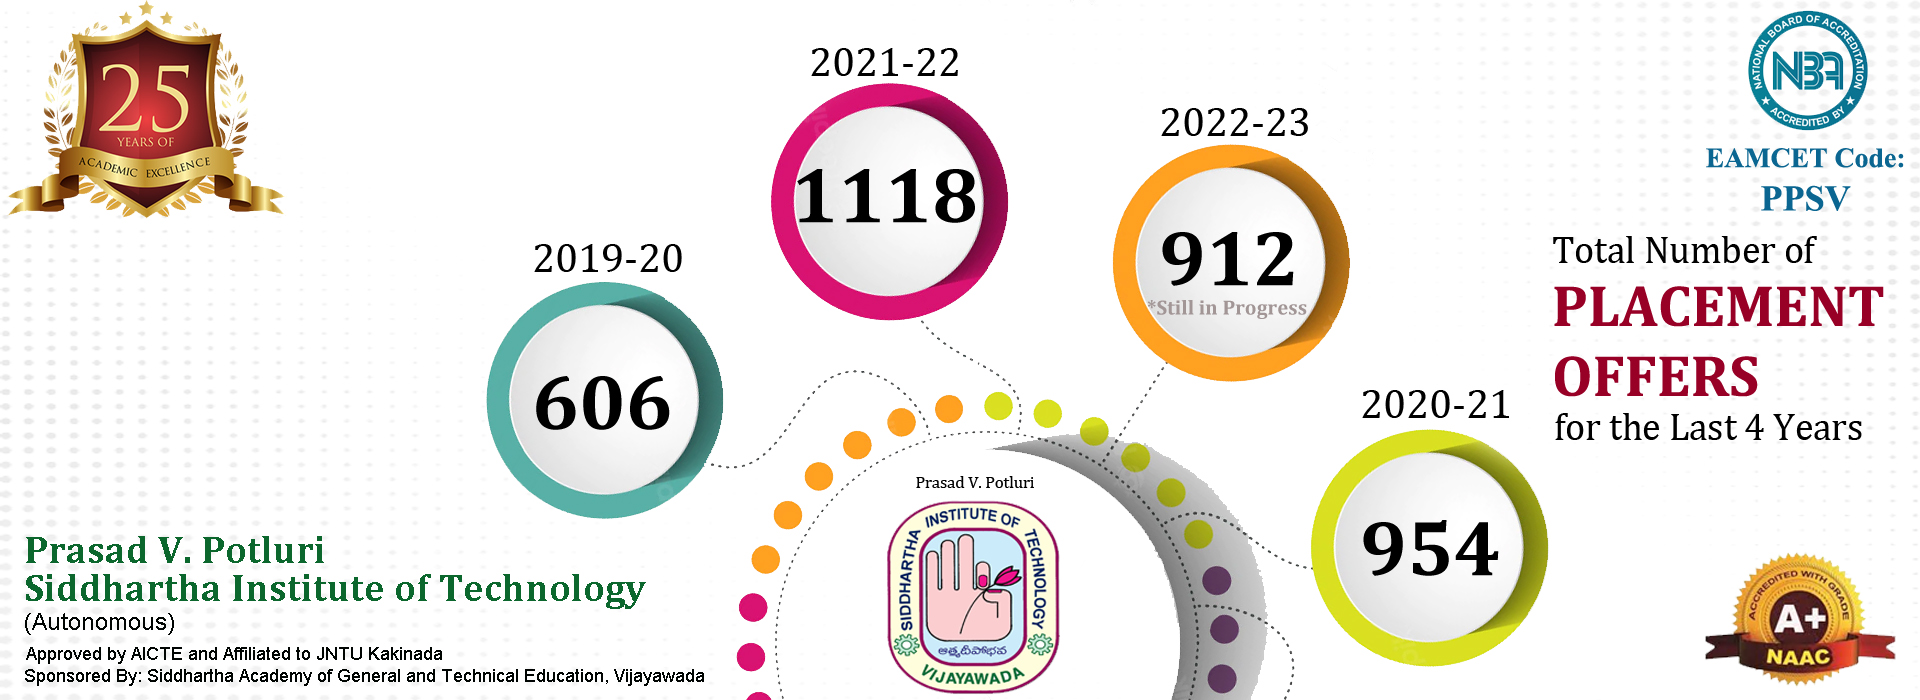 25
YEARS OF
ACADEMIC EXCELLENCE
2019-20
606
2021-22
1118
2022-23
912
*Still in Progress
2020-21
954
NATIONAL BOARD OF ACCREDITATION
NBA
★ ACCREDITED BY ★
EAMCET Code:
PPSV
Total Number of
PLACEMENT
OFFERS
for the Last 4 Years
Prasad V. Potluri
Siddhartha Institute of Technology
(Autonomous)
Approved by AICTE and Affiliated to JNTU Kakinada
Sponsored By: Siddhartha Academy of General and Technical Education, Vijayawada
Prasad V. Potluri
SIDDHARTHA INSTITUTE OF TECHNOLOGY
ఆత్మదీపోభవ
VIJAYAWADA
ACCREDITED WITH GRADE
A+
NAAC